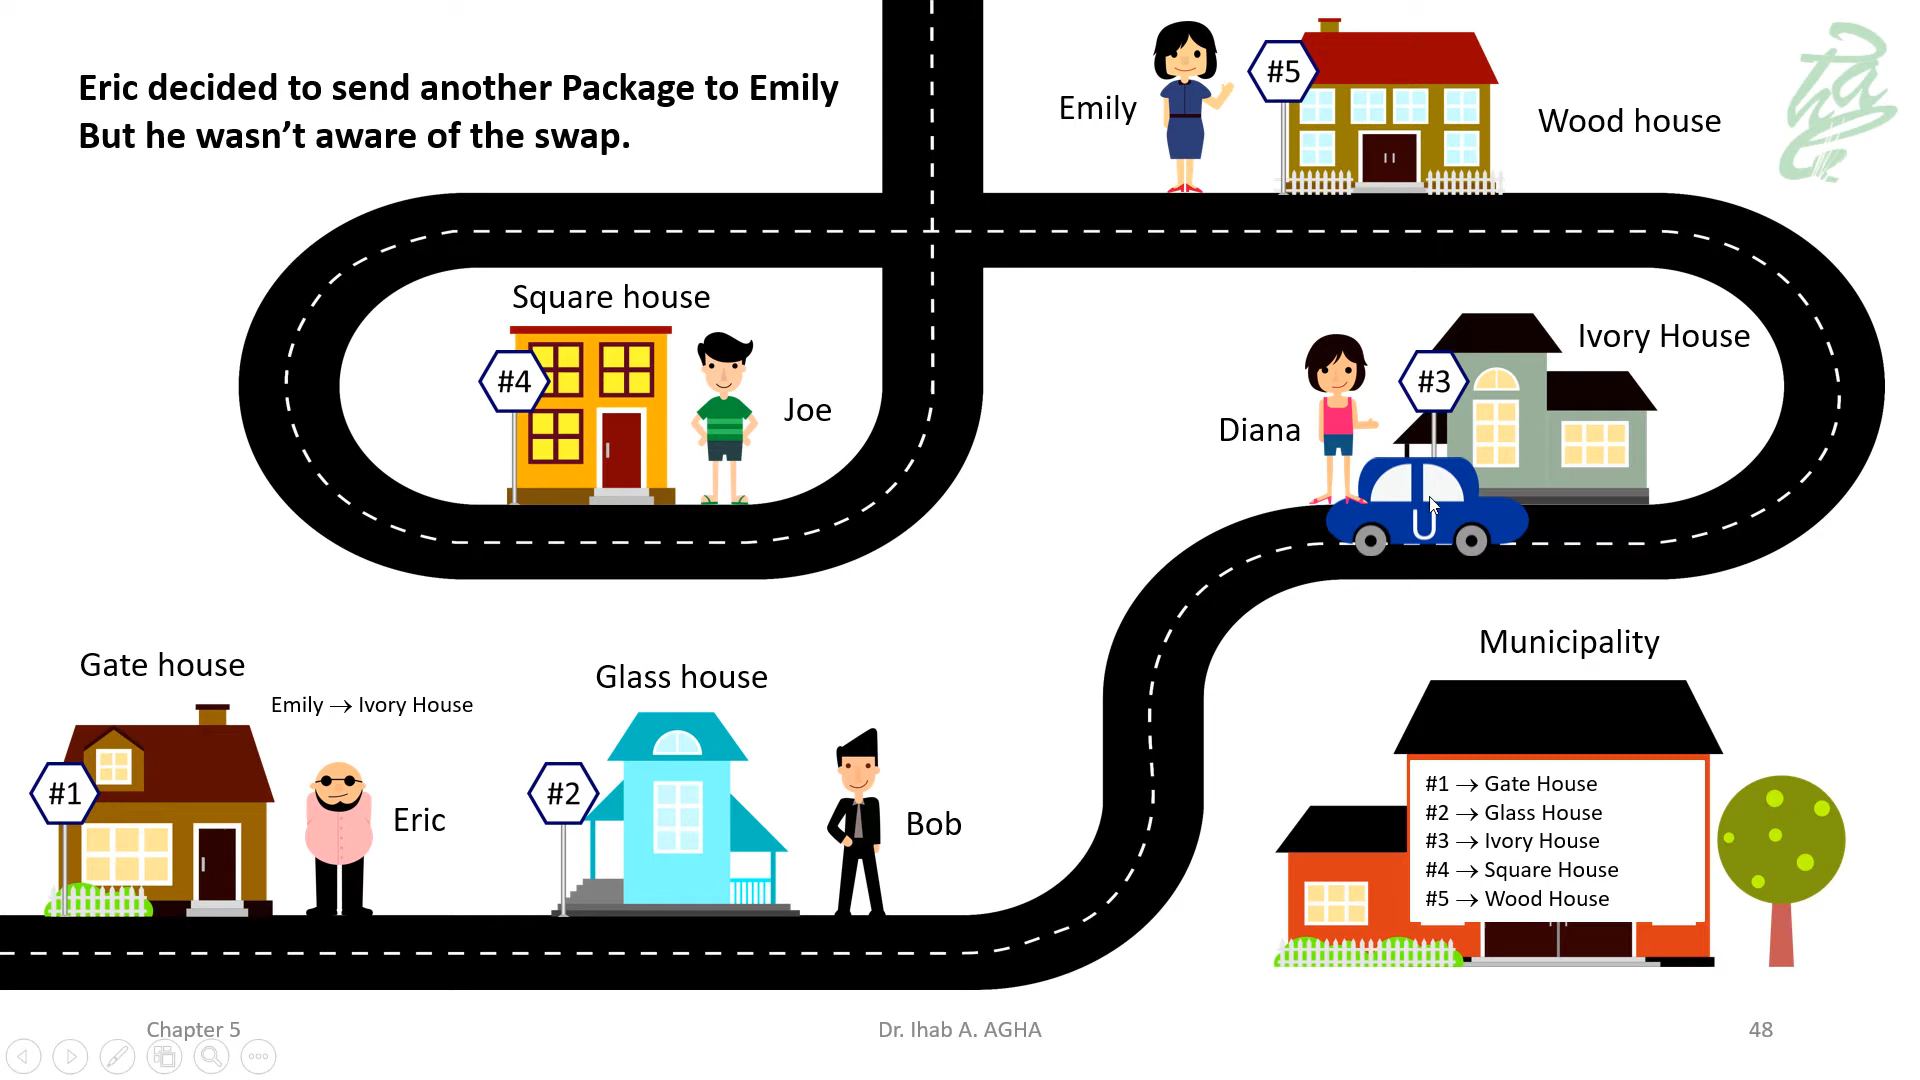 Eric decided to send another Package to Emily
But he wasn’t aware of the swap.
Emily
#5
Wood house
Square house
#4
Joe
Ivory House
#3
Diana
U
Gate house
Emily → Ivory House
#1
Eric
Glass house
#2
Bob
Municipality
#1 → Gate House
#2 → Glass House
#3 → Ivory House
#4 → Square House
#5 → Wood House
Chapter 5
Dr. Ihab A. AGHA
48